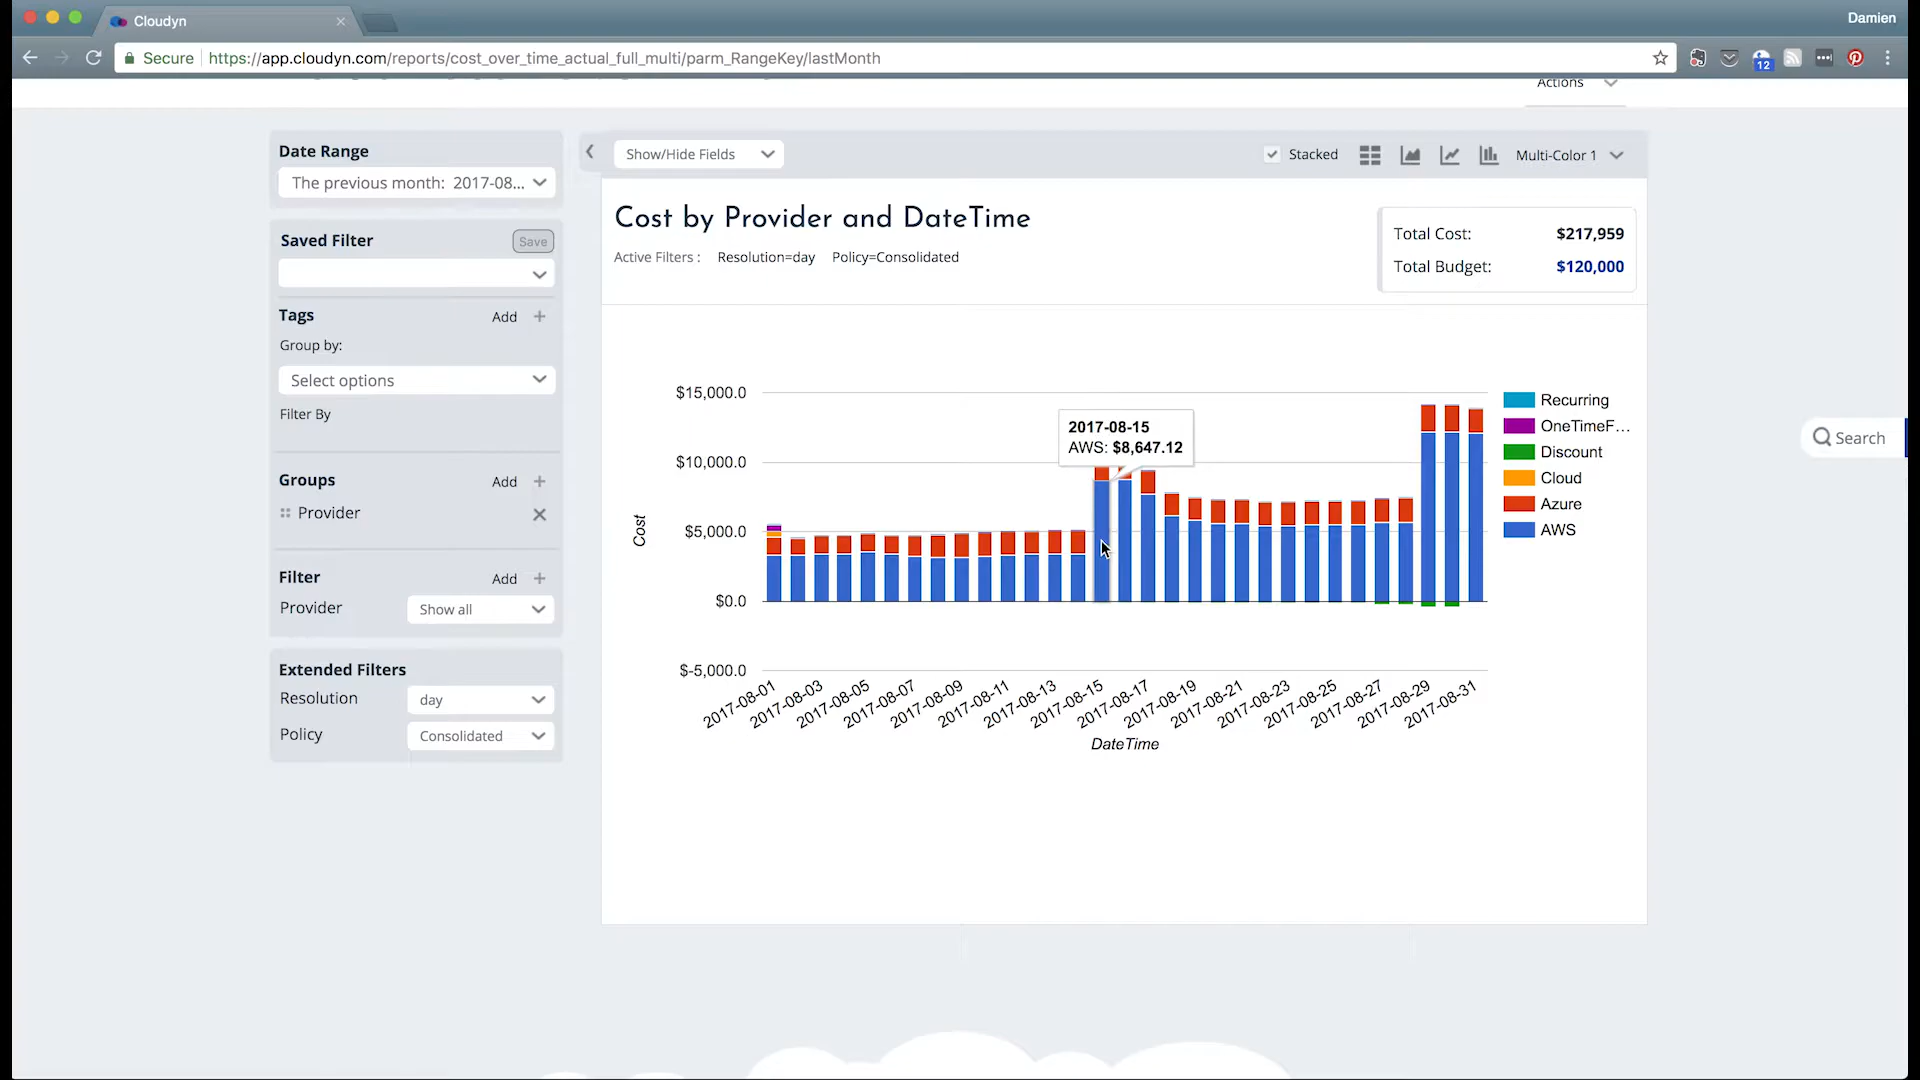 Cloudyn
Damien
Secure https://app.cloudyn.com/reports/cost_over_time_actual_full_multi/parm_RangeKey/lastMonth
12
Actions
Date Range
The previous month: 2017-08...
Saved Filter Save
Tags Add +
Group by:
Select options
Filter By
Groups Add +
Provider
Filter Add +
Provider Show all
Extended Filters
Resolution day
Policy Consolidated
Show/Hide Fields
Stacked
Multi-Color 1
Cost by Provider and DateTime
Active Filters : Resolution=day Policy=Consolidated
Total Cost: $217,959
Total Budget: $120,000
$15,000.0
$10,000.0
$5,000.0
$0.0
$-5,000.0
Cost
2017-08-15
AWS: $8,647.12
2017-08-01
2017-08-03
2017-08-05
2017-08-07
2017-08-09
2017-08-11
2017-08-13
2017-08-15
2017-08-17
2017-08-19
2017-08-21
2017-08-23
2017-08-25
2017-08-27
2017-08-29
2017-08-31
DateTime
Recurring
OneTimeF...
Discount
Cloud
Azure
AWS
Search